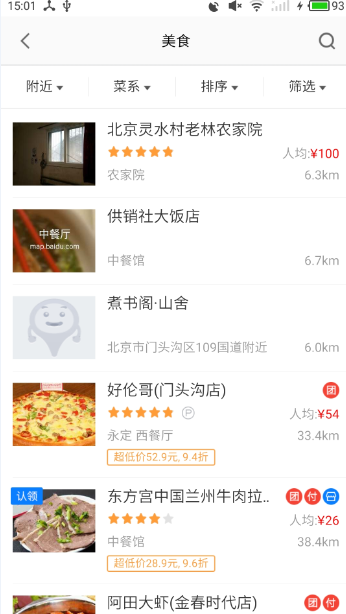 15:01
93
美食
附近 菜系 排序 筛选
北京灵水村老林农家院
人均:¥100
农家院 6.3km
中餐厅
map.baidu.com
供销社大饭店
中餐馆 6.7km
煮书阁·山舍
北京市门头沟区109国道附近 6.0km
好伦哥(门头沟店) 团
P 人均:¥54
永定 西餐厅 33.4km
超低价52.9元, 9.4折
认领
东方宫中国兰州牛肉拉.. 团 付
人均:¥26
中餐馆 38.4km
超低价28.9元, 9.6折
阿田大虾(金春时代店) 团 付